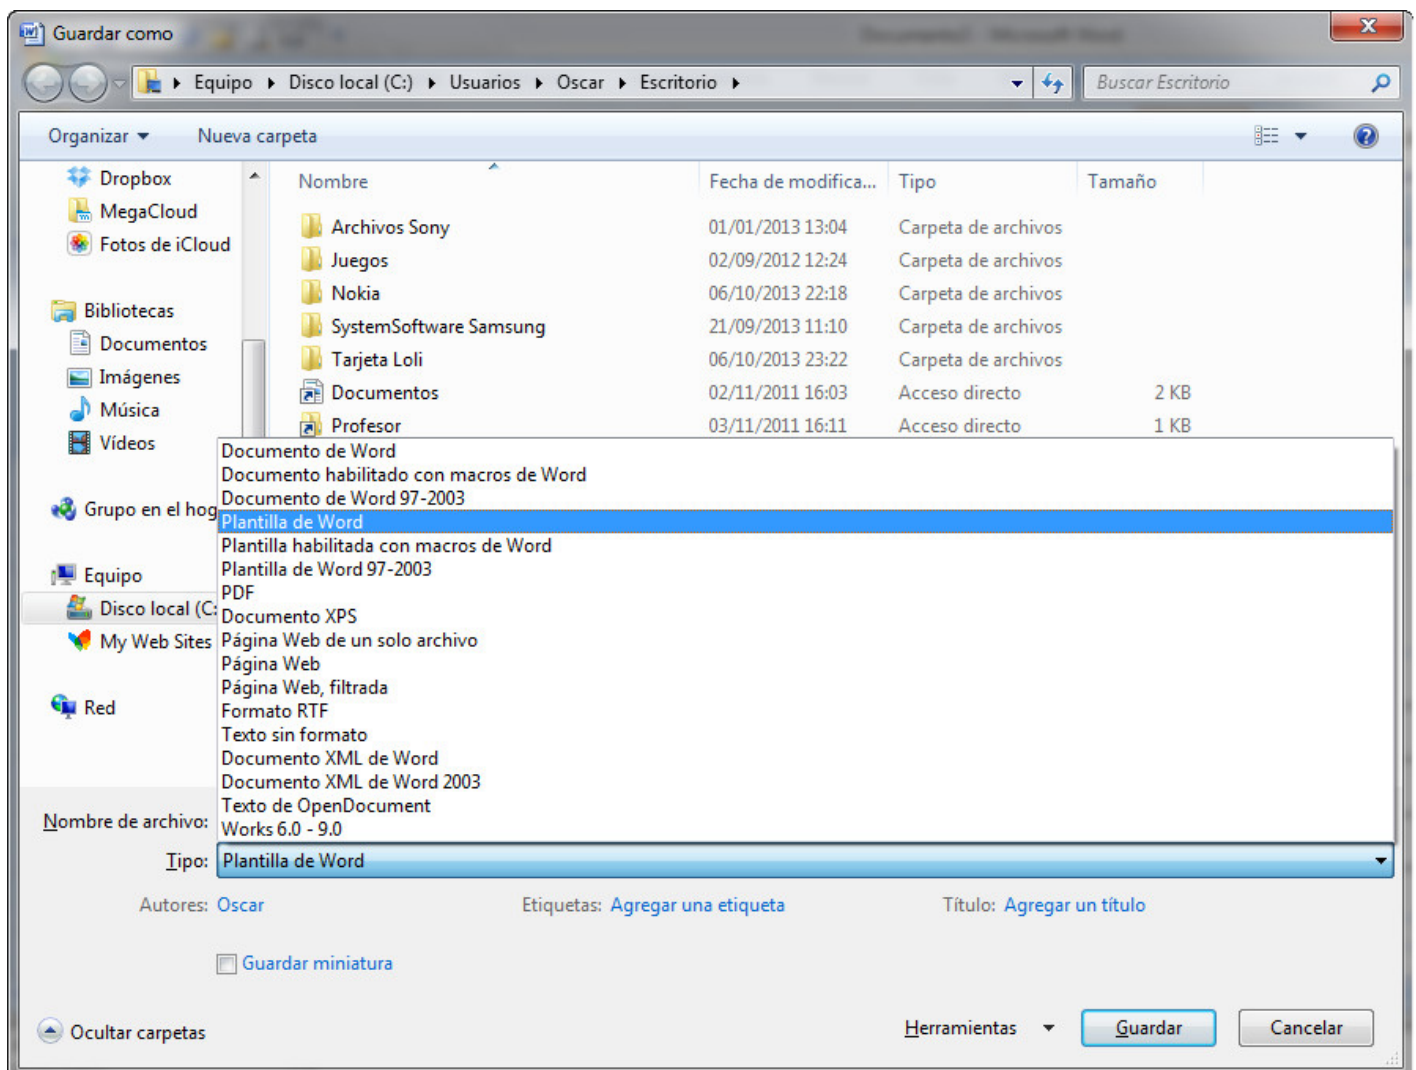 Guardar como
Equipo Disco local (C:) Usuarios Oscar Escritorio
Buscar Escritorio
Organizar Nueva carpeta
Dropbox
MegaCloud
Fotos de iCloud
Bibliotecas
Documentos
Imágenes
Música
Vídeos
Grupo en el hog
Equipo
Disco local (C:
My Web Sites
Red
Nombre Fecha de modifica... Tipo Tamaño
Archivos Sony 01/01/2013 13:04 Carpeta de archivos
Juegos 02/09/2012 12:24 Carpeta de archivos
Nokia 06/10/2013 22:18 Carpeta de archivos
SystemSoftware Samsung 21/09/2013 11:10 Carpeta de archivos
Tarjeta Loli 06/10/2013 23:22 Carpeta de archivos
Documentos 02/11/2011 16:03 Acceso directo 2 KB
Profesor 03/11/2011 16:11 Acceso directo 1 KB
Documento de Word
Documento habilitado con macros de Word
Documento de Word 97-2003
Plantilla de Word
Plantilla habilitada con macros de Word
Plantilla de Word 97-2003
PDF
Documento XPS
Página Web de un solo archivo
Página Web
Página Web, filtrada
Formato RTF
Texto sin formato
Documento XML de Word
Documento XML de Word 2003
Texto de OpenDocument
Works 6.0 - 9.0
Nombre de archivo:
Tipo: Plantilla de Word
Autores: Oscar Etiquetas: Agregar una etiqueta Título: Agregar un título
Guardar miniatura
Ocultar carpetas Herramientas Guardar Cancelar